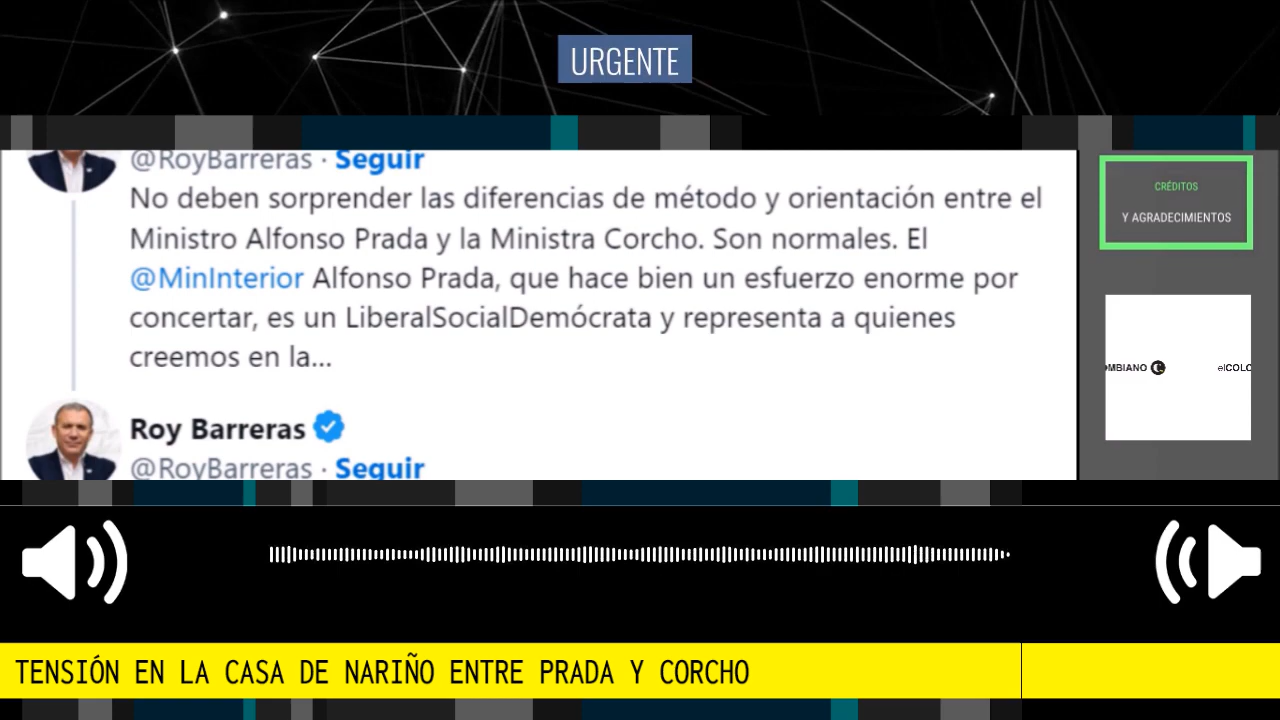 URGENTE
@RoyBarreras · Seguir
No deben sorprender las diferencias de método y orientación entre el
Ministro Alfonso Prada y la Ministra Corcho. Son normales. El
@MinInterior Alfonso Prada, que hace bien un esfuerzo enorme por
concertar, es un LiberalSocialDemócrata y representa a quienes
creemos en la...
Roy Barreras
@RoyBarreras · Seguir
CRÉDITOS
Y AGRADECIMIENTOS
OMBIANO elCOLO
TENSIÓN EN LA CASA DE NARIÑO ENTRE PRADA Y CORCHO